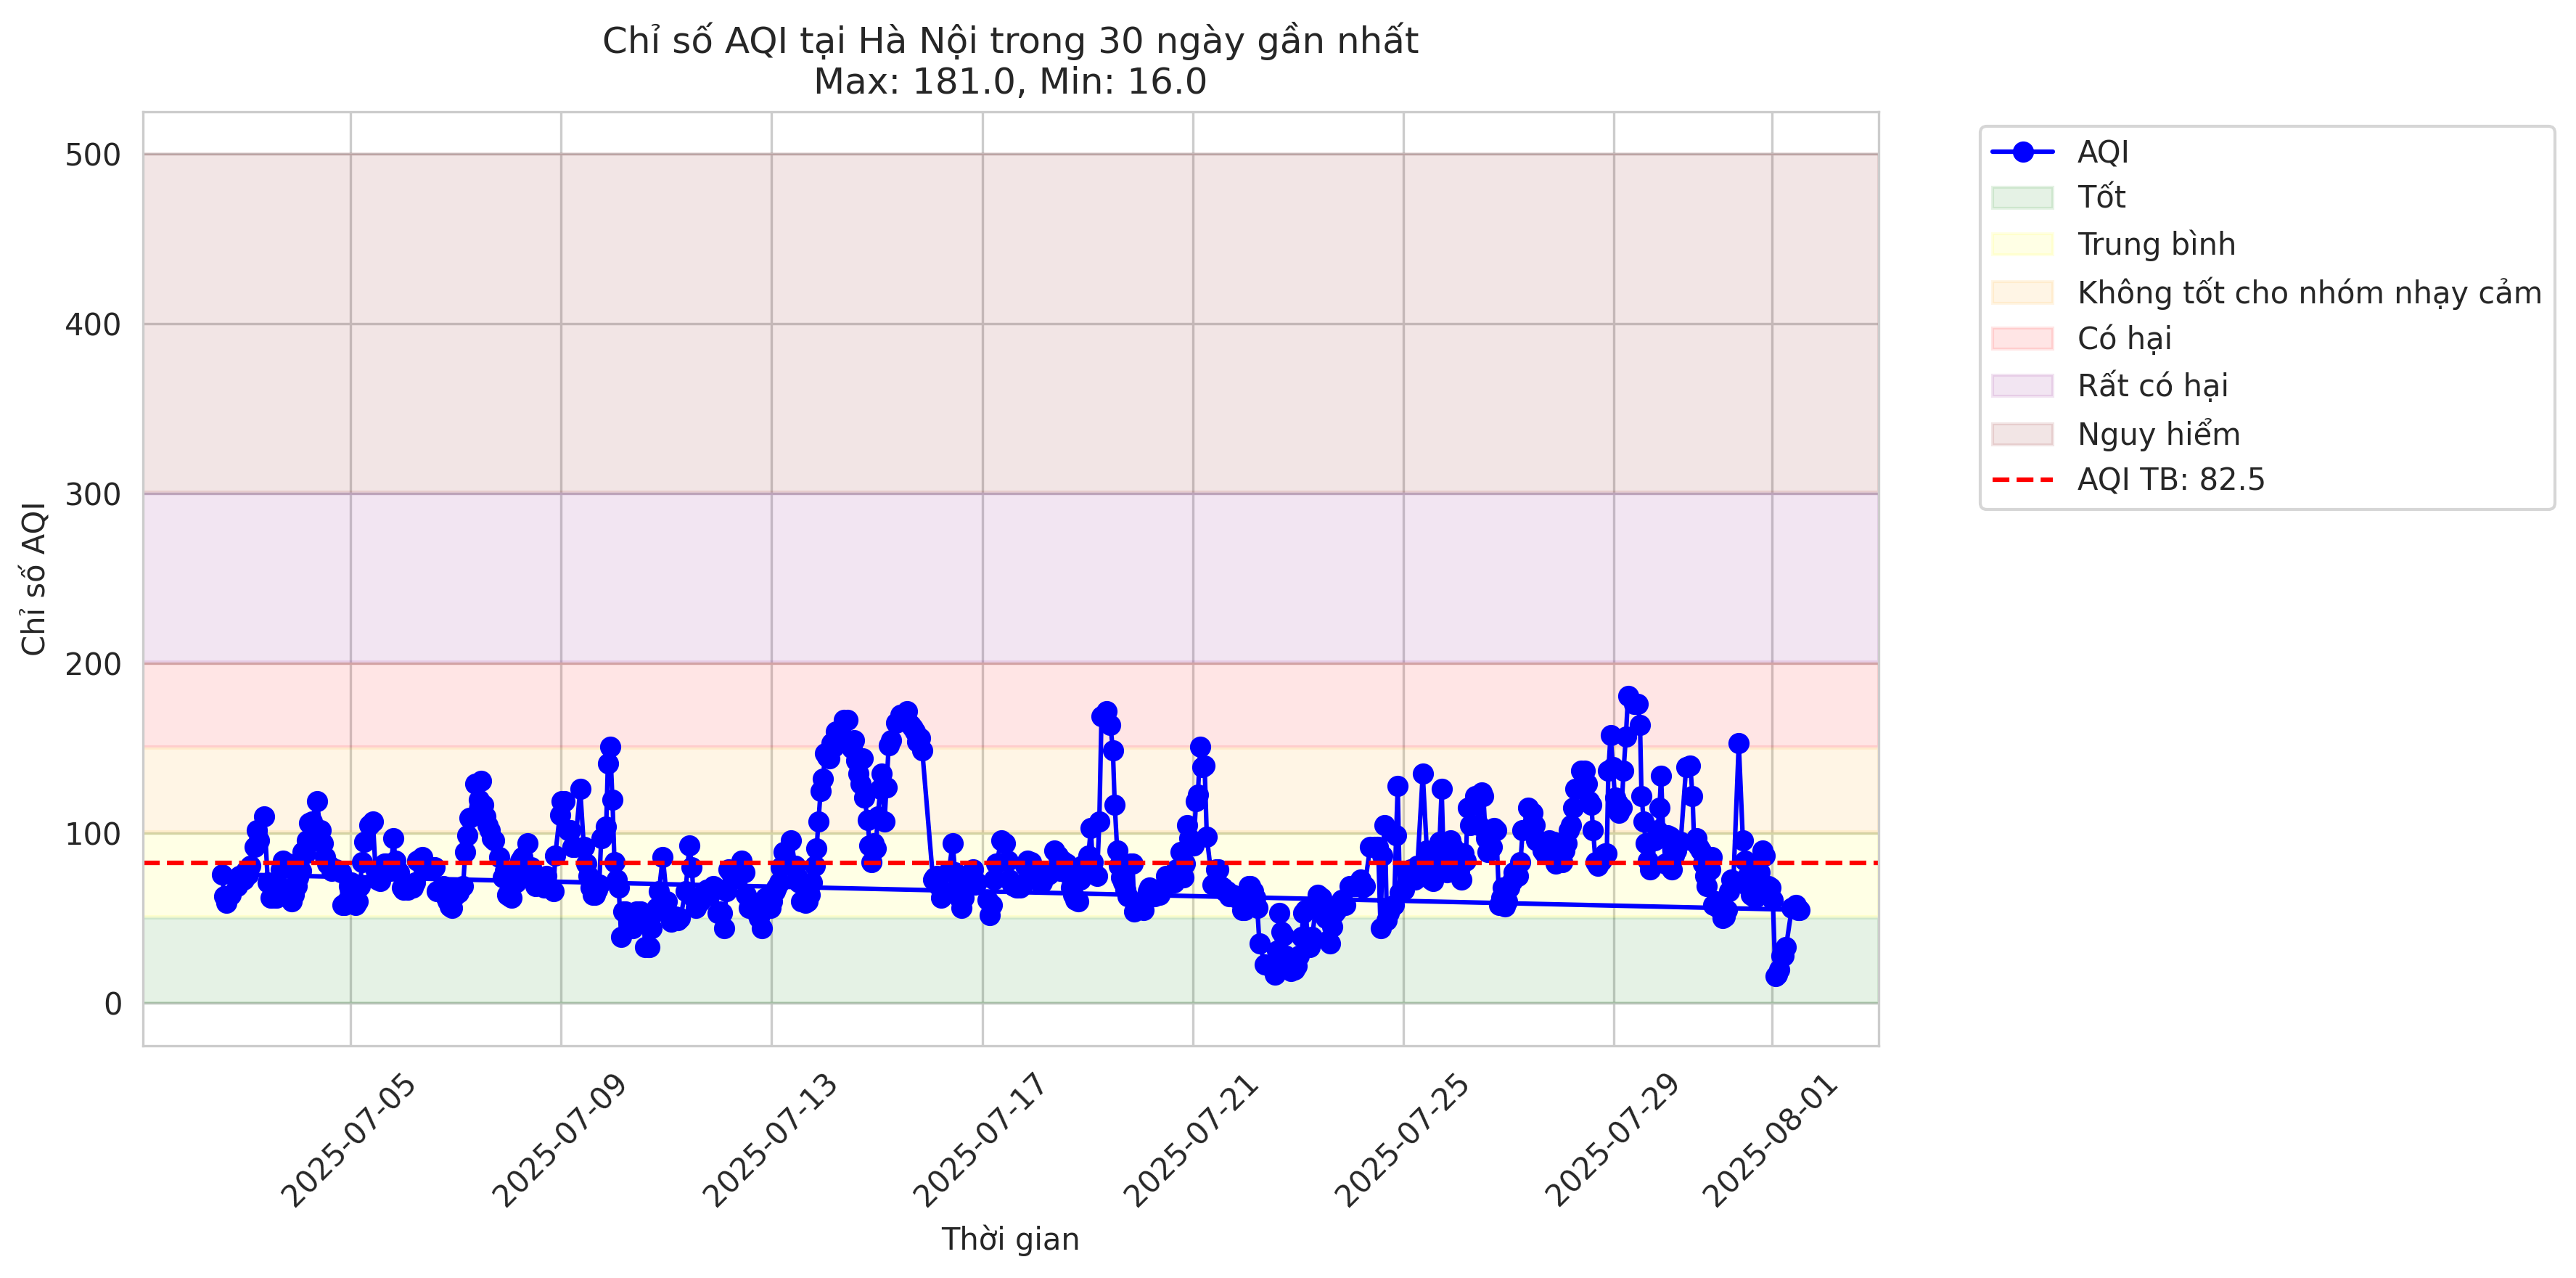 Chỉ số AQI tại Hà Nội trong 30 ngày gần nhất
Max: 181.0, Min: 16.0
Chỉ số AQI
500
400
300
200
100
0
2025-07-05
2025-07-09
2025-07-13
2025-07-17
2025-07-21
2025-07-25
2025-07-29
2025-08-01
Thời gian
AQI
Tốt
Trung bình
Không tốt cho nhóm nhạy cảm
Có hại
Rất có hại
Nguy hiểm
AQI TB: 82.5